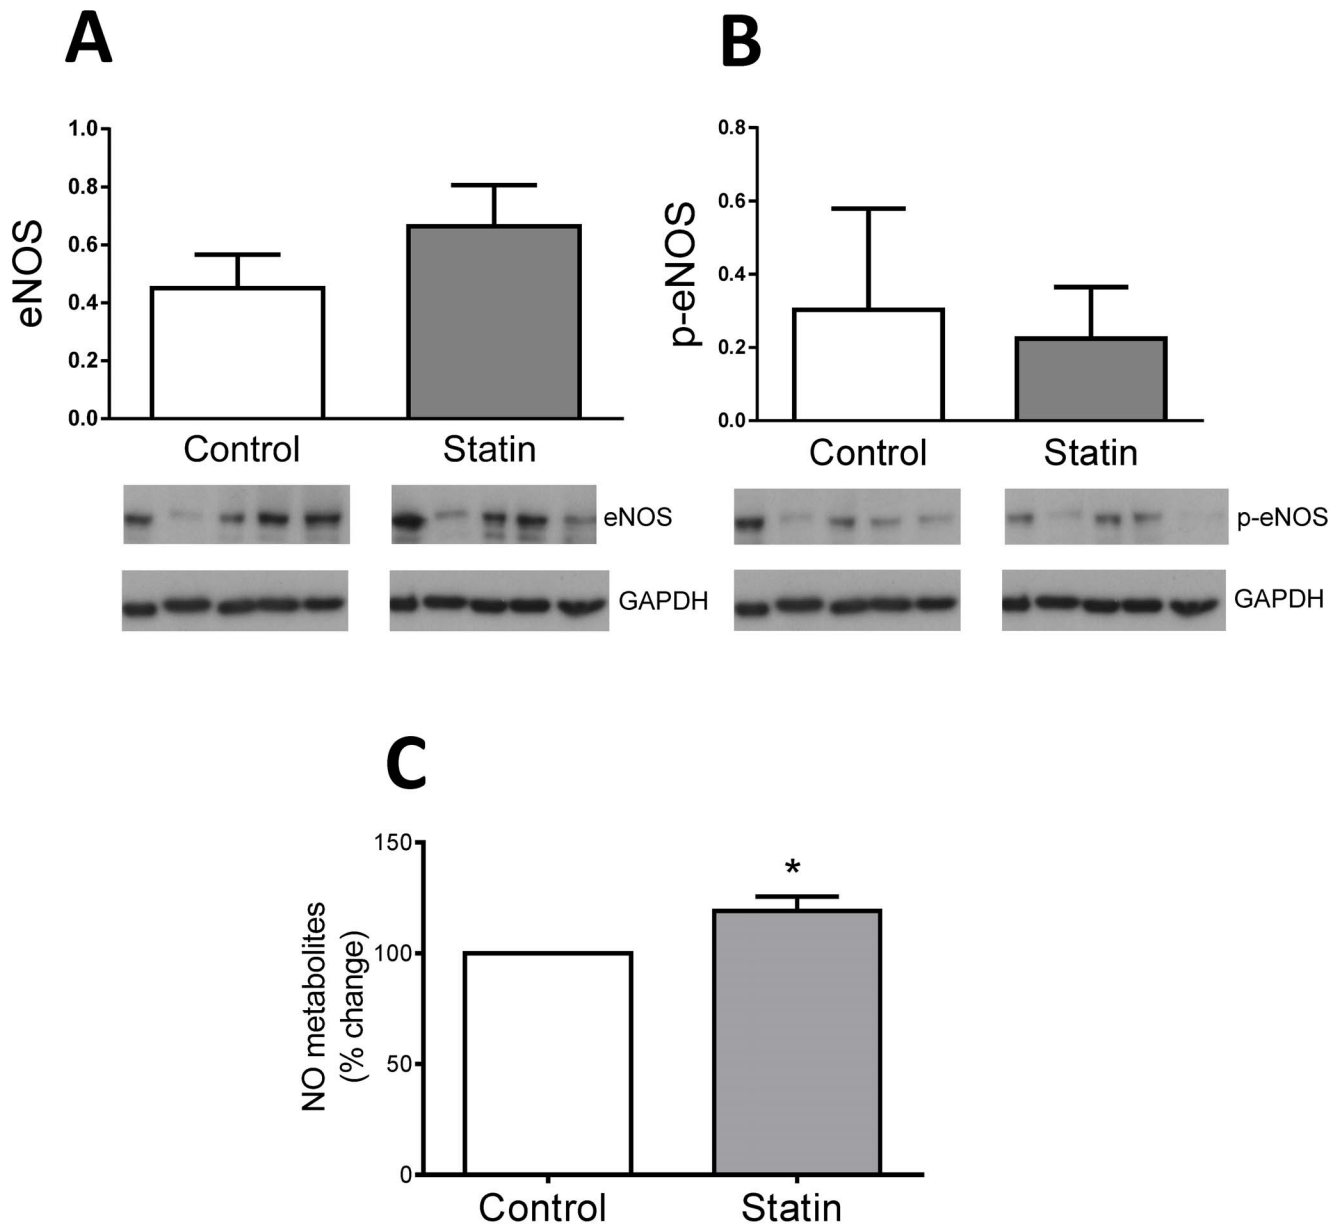 A
B
1.0
0.8
0.6
0.4
0.2
0.0
eNOS
Control
Statin
0.8
0.6
0.4
0.2
0.0
p-eNOS
Control
Statin
eNOS
GAPDH
p-eNOS
GAPDH
C
150
100
50
0
NO metabolites
(% change)
*
Control
Statin